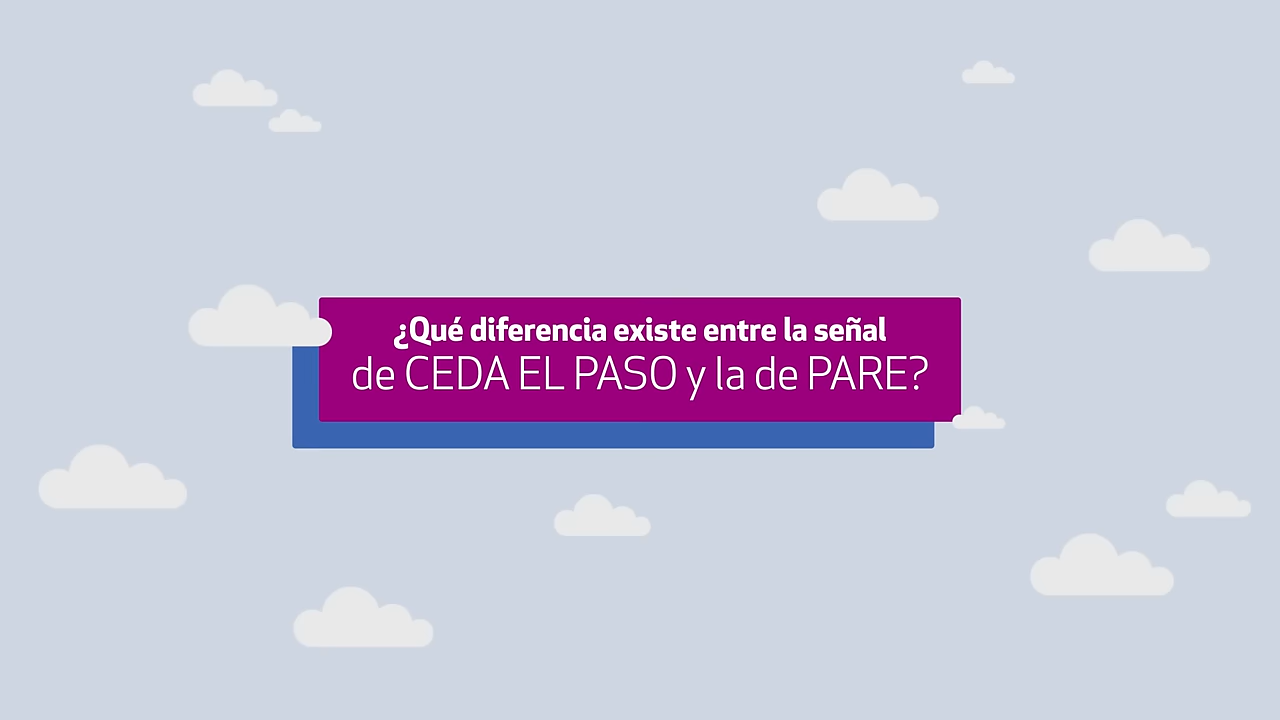 ¿Qué diferencia existe entre la señal
de CEDA EL PASO y la de PARE?